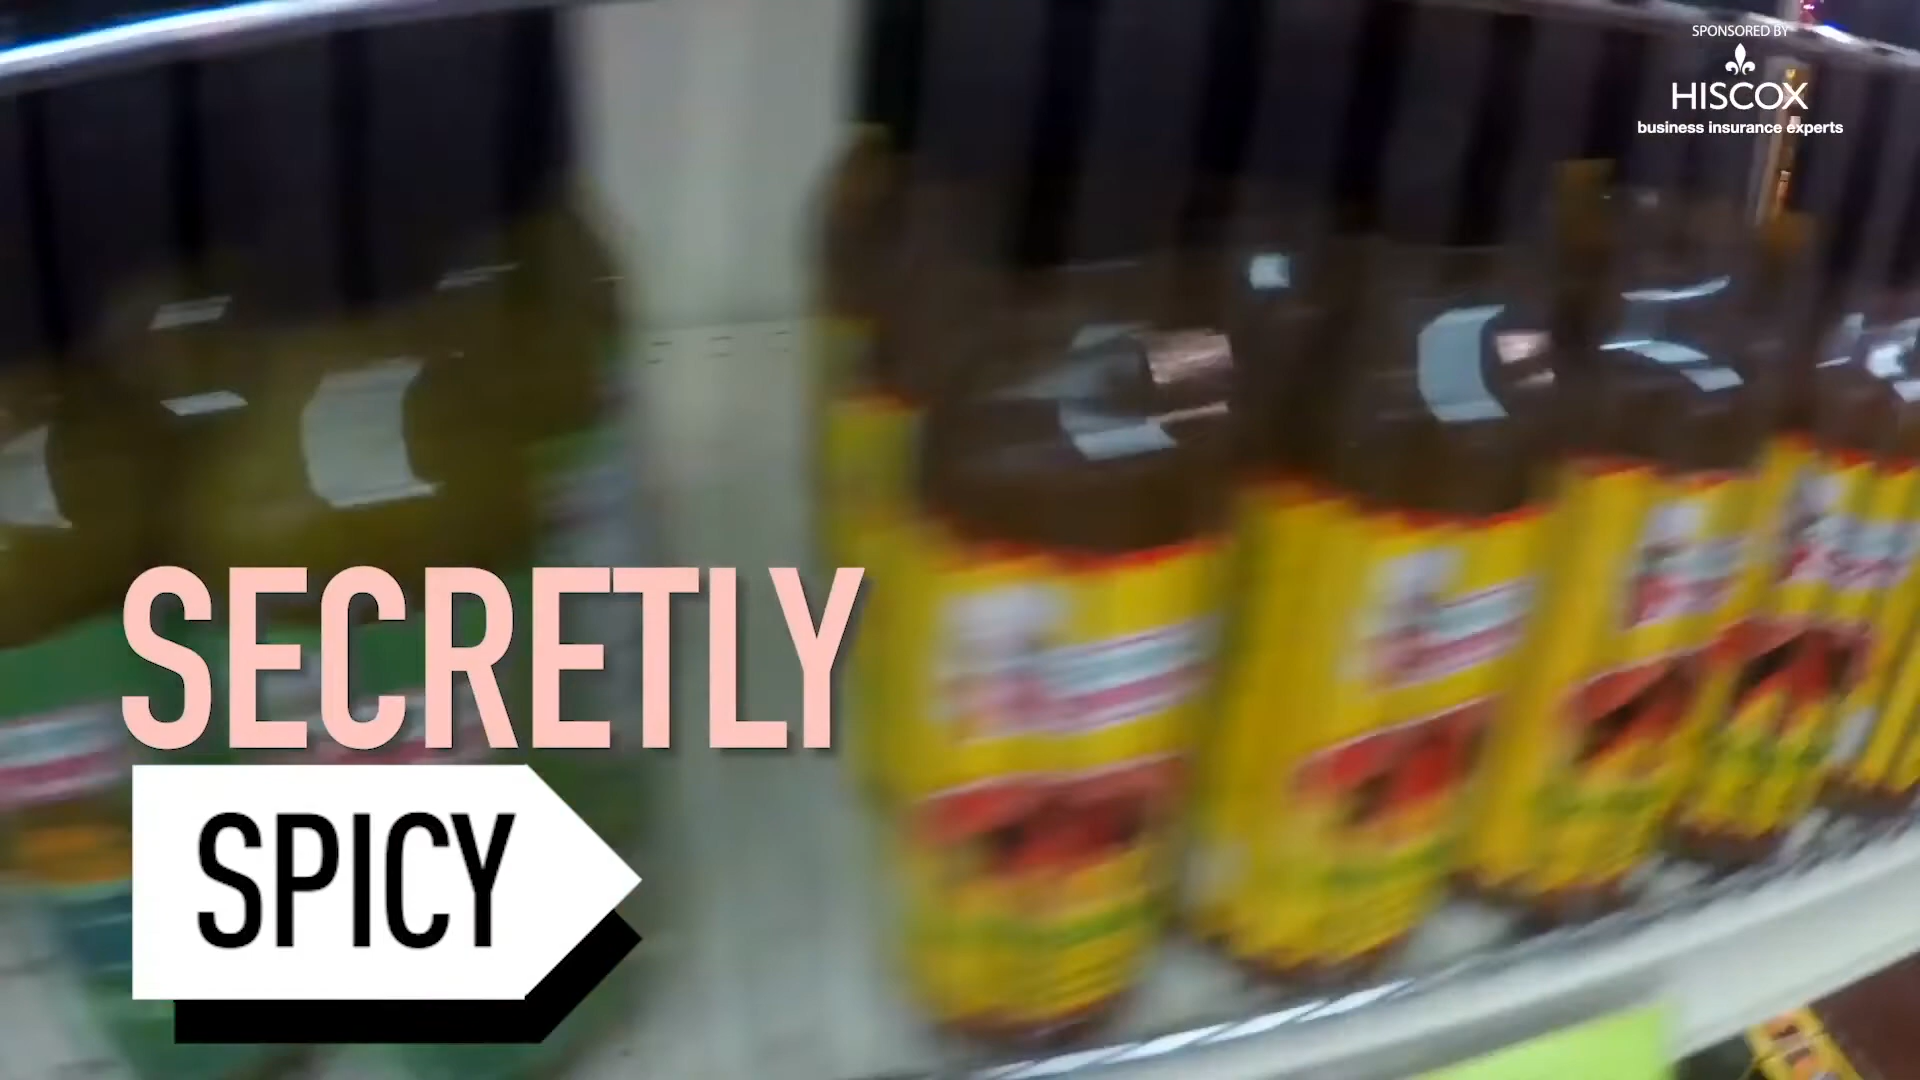 SPONSORED BY
HISCOX
business insurance experts
SECRETLY
SPICY